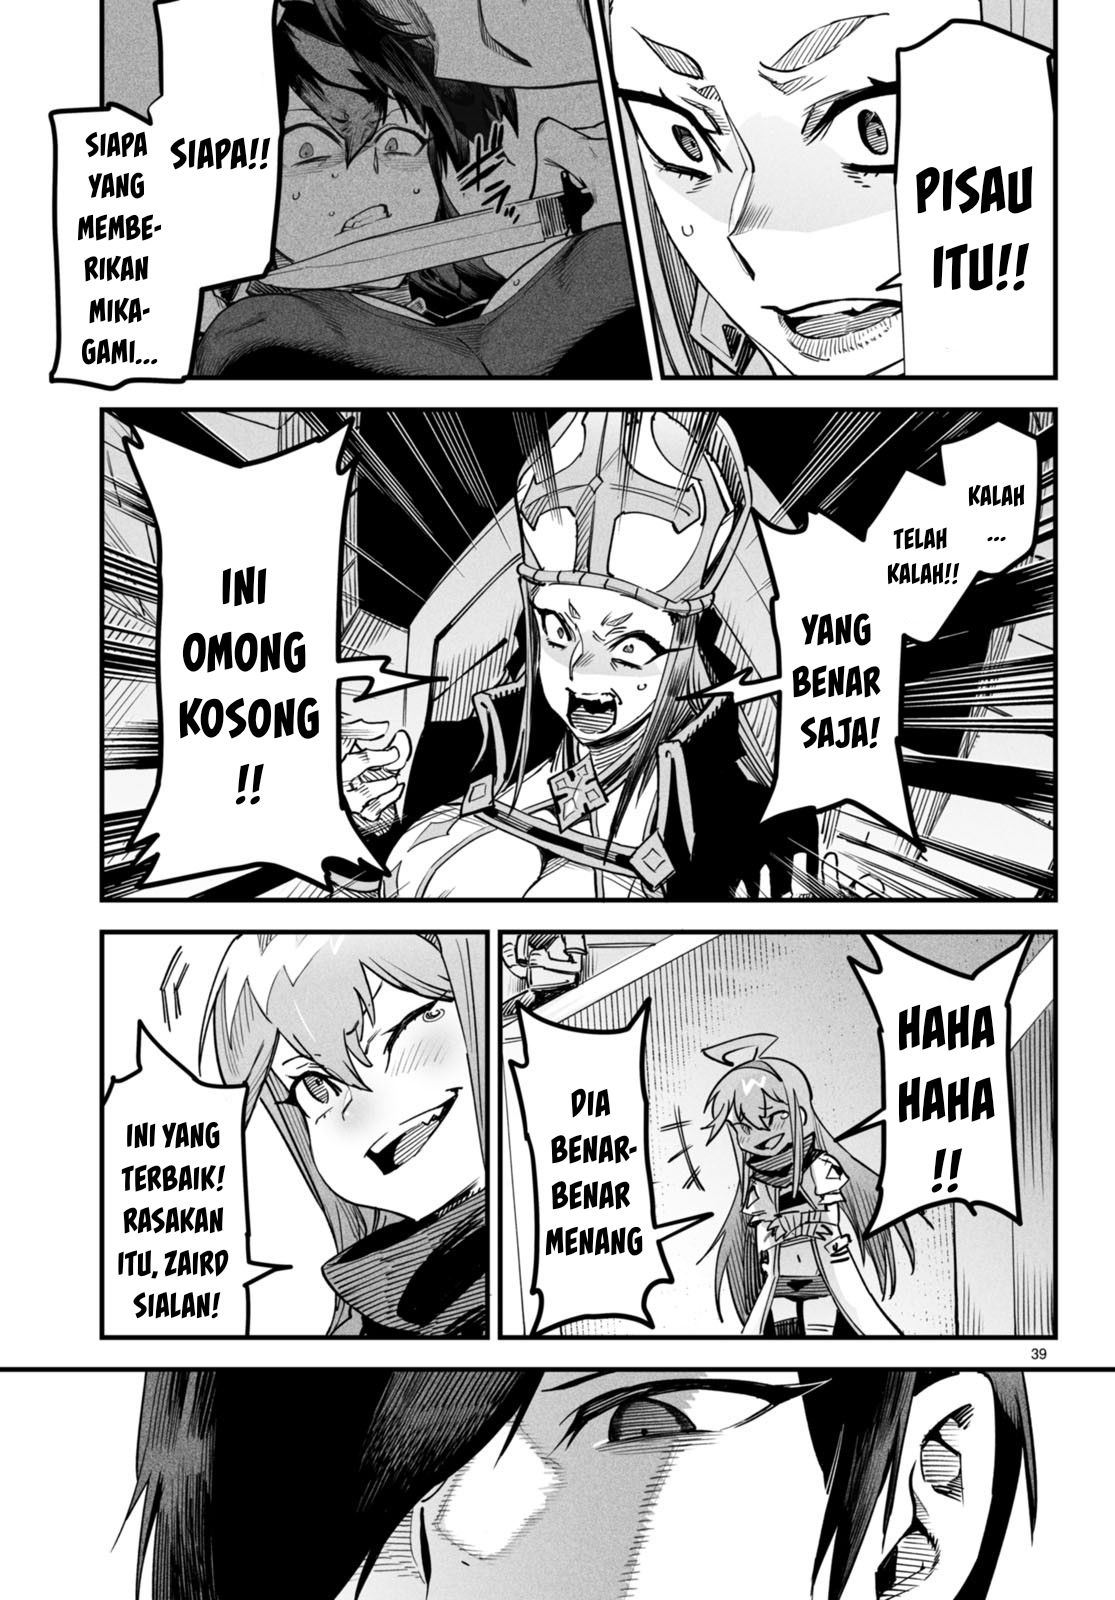 PISAU
ITU!!
SIAPA!!
SIAPA
YANG
MEMBE-
RIKAN
MIKA-
GAMI...
KALAH
...
TELAH
KALAH!!
YANG
BENAR
SAJA!
INI
OMONG
KOSONG
!!
HAHA
HAHA
!!
DIA
BENAR-
BENAR
MENANG
INI YANG
TERBAIK!
RASAKAN
ITU, ZAIRD
SIALAN!
39